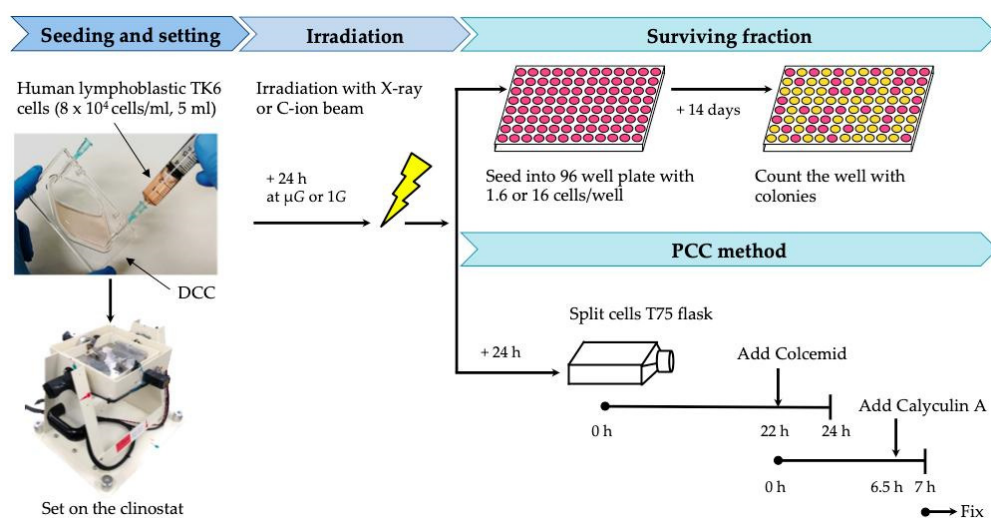 Seeding and setting
Irradiation
Surviving fraction
Human lymphoblastic TK6
cells (8 x 10⁴ cells/ml, 5 ml)
DCC
Set on the clinostat
Irradiation with X-ray
or C-ion beam
+ 24 h
at µG or 1G
Seed into 96 well plate with
1.6 or 16 cells/well
+ 14 days
Count the well with
colonies
PCC method
+ 24 h
Split cells T75 flask
Add Colcemid
0 h
22 h
24 h
Add Calyculin A
0 h
6.5 h
7 h
Fix